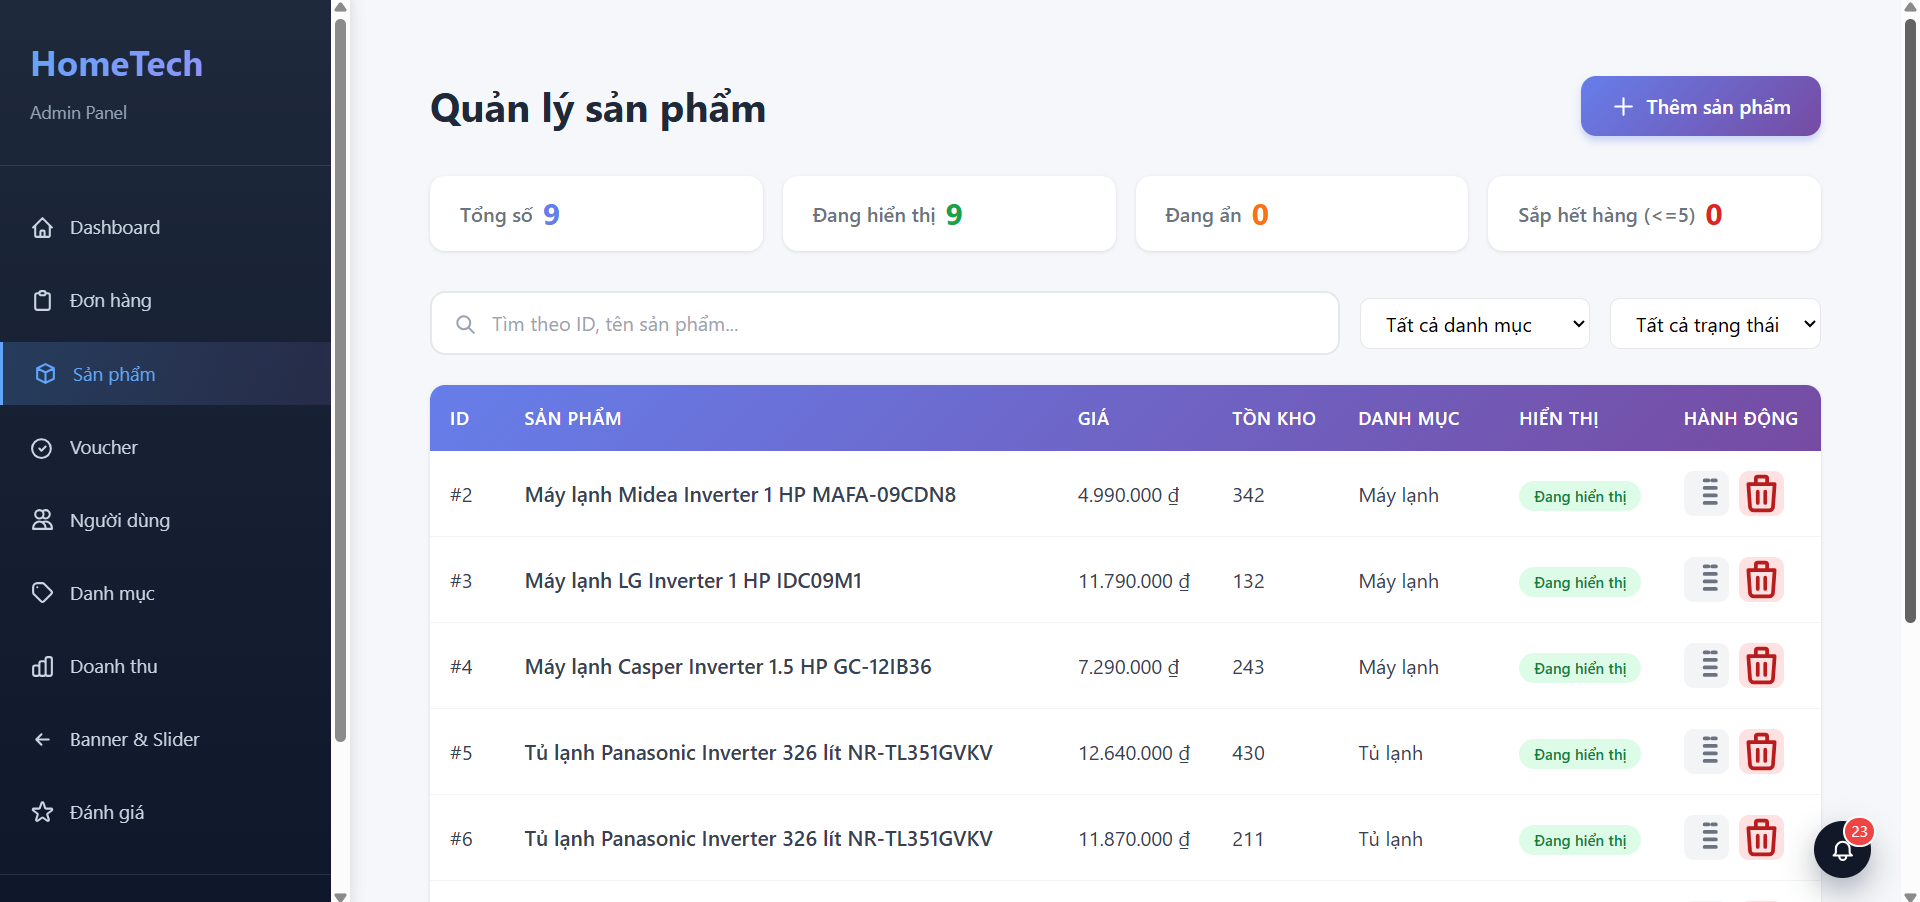 HomeTech
Admin Panel
Dashboard
Đơn hàng
Sản phẩm
Voucher
Người dùng
Danh mục
Doanh thu
Banner & Slider
Đánh giá
Quản lý sản phẩm
Thêm sản phẩm
Tổng số 9
Đang hiển thị 9
Đang ẩn 0
Sắp hết hàng (<=5) 0
Tìm theo ID, tên sản phẩm...
Tất cả danh mục
Tất cả trạng thái
ID SẢN PHẨM GIÁ TỒN KHO DANH MỤC HIỂN THỊ HÀNH ĐỘNG
#2 Máy lạnh Midea Inverter 1 HP MAFA-09CDN8 4.990.000 ₫ 342 Máy lạnh Đang hiển thị
#3 Máy lạnh LG Inverter 1 HP IDC09M1 11.790.000 ₫ 132 Máy lạnh Đang hiển thị
#4 Máy lạnh Casper Inverter 1.5 HP GC-12IB36 7.290.000 ₫ 243 Máy lạnh Đang hiển thị
#5 Tủ lạnh Panasonic Inverter 326 lít NR-TL351GVKV 12.640.000 ₫ 430 Tủ lạnh Đang hiển thị
#6 Tủ lạnh Panasonic Inverter 326 lít NR-TL351GVKV 11.870.000 ₫ 211 Tủ lạnh Đang hiển thị
23